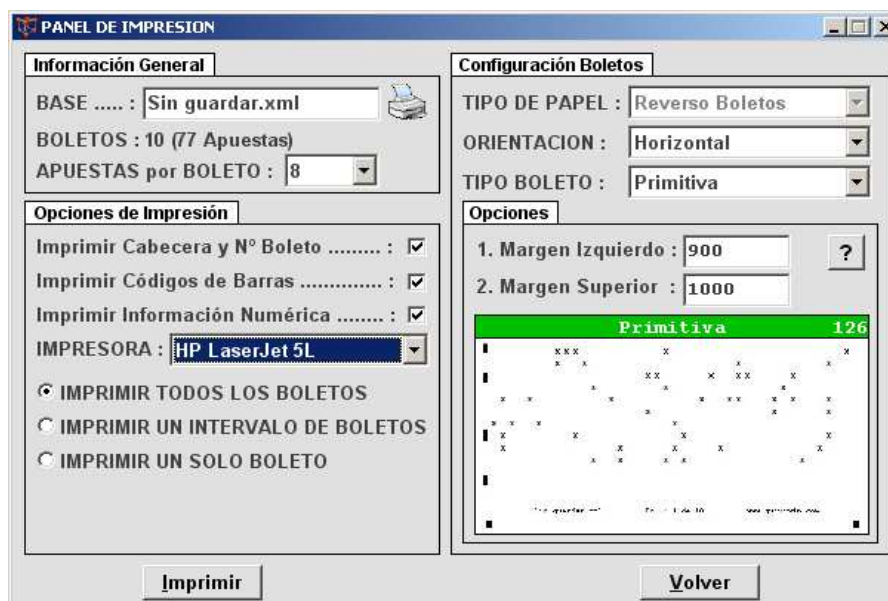 PANEL DE IMPRESION
Información General
BASE ..... : Sin guardar.xml
BOLETOS : 10 (77 Apuestas)
APUESTAS por BOLETO : 8
Opciones de Impresión
Imprimir Cabecera y Nº Boleto ......... :
Imprimir Códigos de Barras .............. :
Imprimir Información Numérica ........ :
IMPRESORA : HP LaserJet 5L
IMPRIMIR TODOS LOS BOLETOS
IMPRIMIR UN INTERVALO DE BOLETOS
IMPRIMIR UN SOLO BOLETO
Imprimir
Configuración Boletos
TIPO DE PAPEL : Reverso Boletos
ORIENTACION : Horizontal
TIPO BOLETO : Primitiva
Opciones
1. Margen Izquierdo : 900
?
2. Margen Superior : 1000
Primitiva 126
Volver